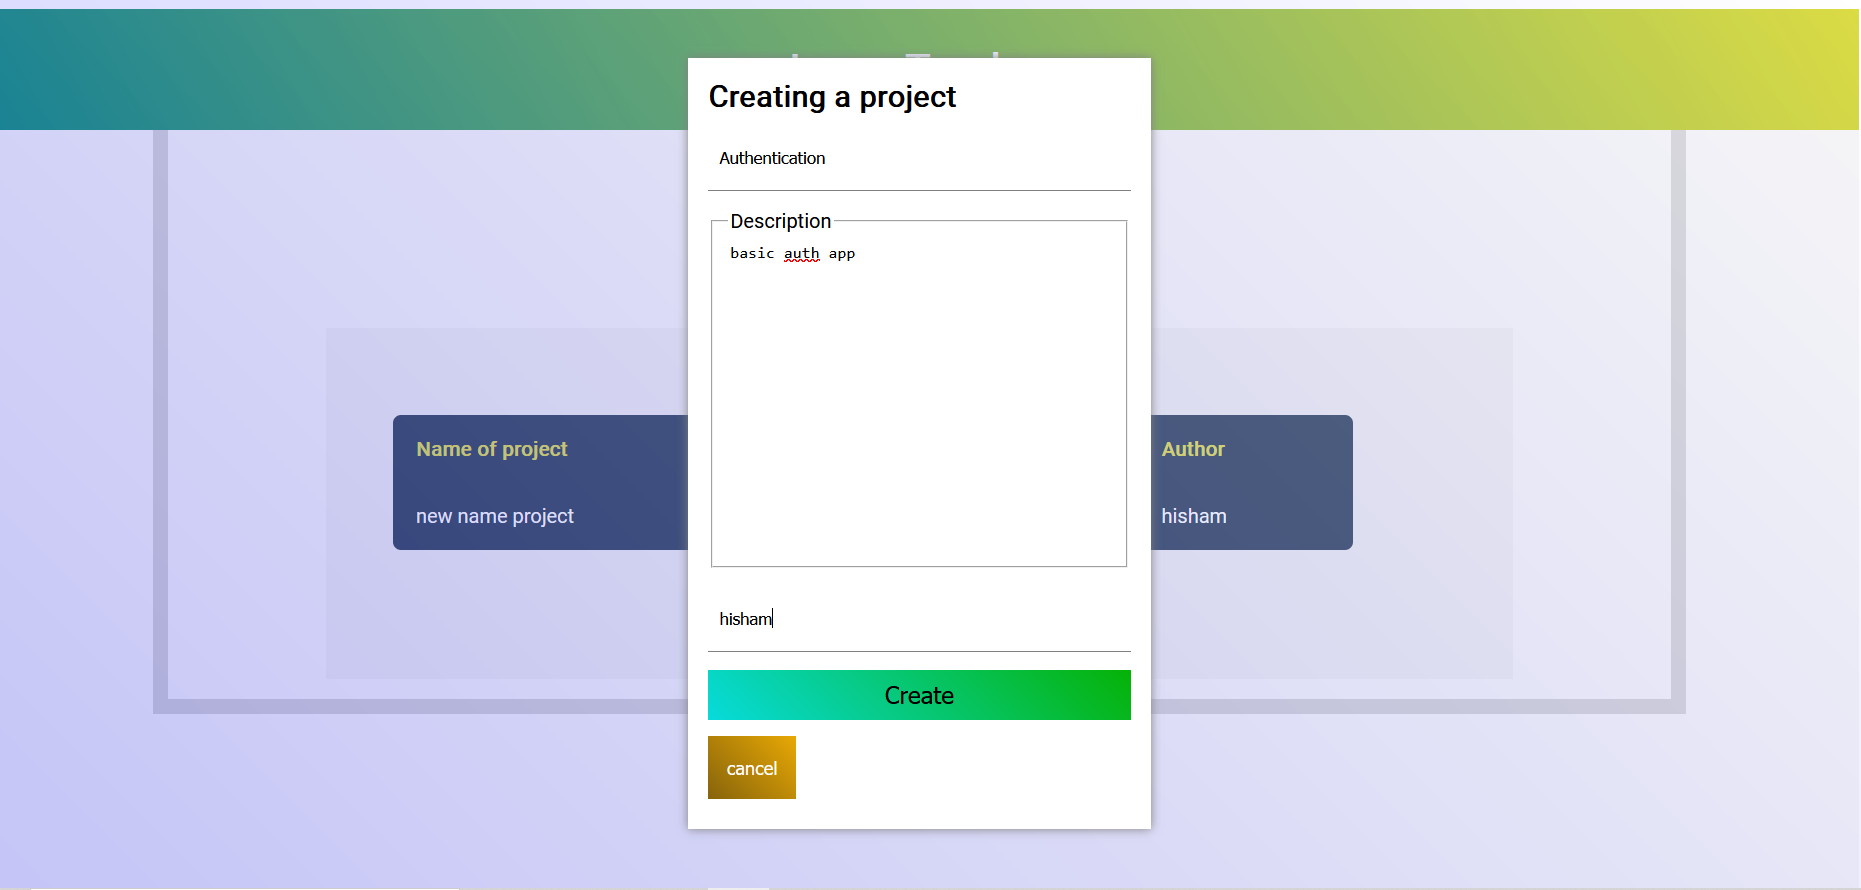 Creating a project
Authentication
Description
basic auth app
Name of project
Author
new name project
hisham
hisham
Create
cancel